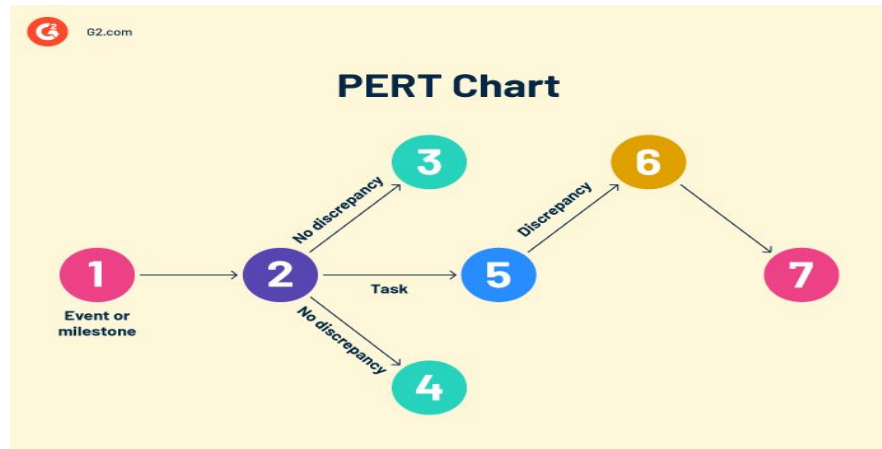 G2
G2.com
PERT Chart
3
6
No discrepancy
Discrepancy
1
2
5
7
Task
Event or
milestone
No discrepancy
4